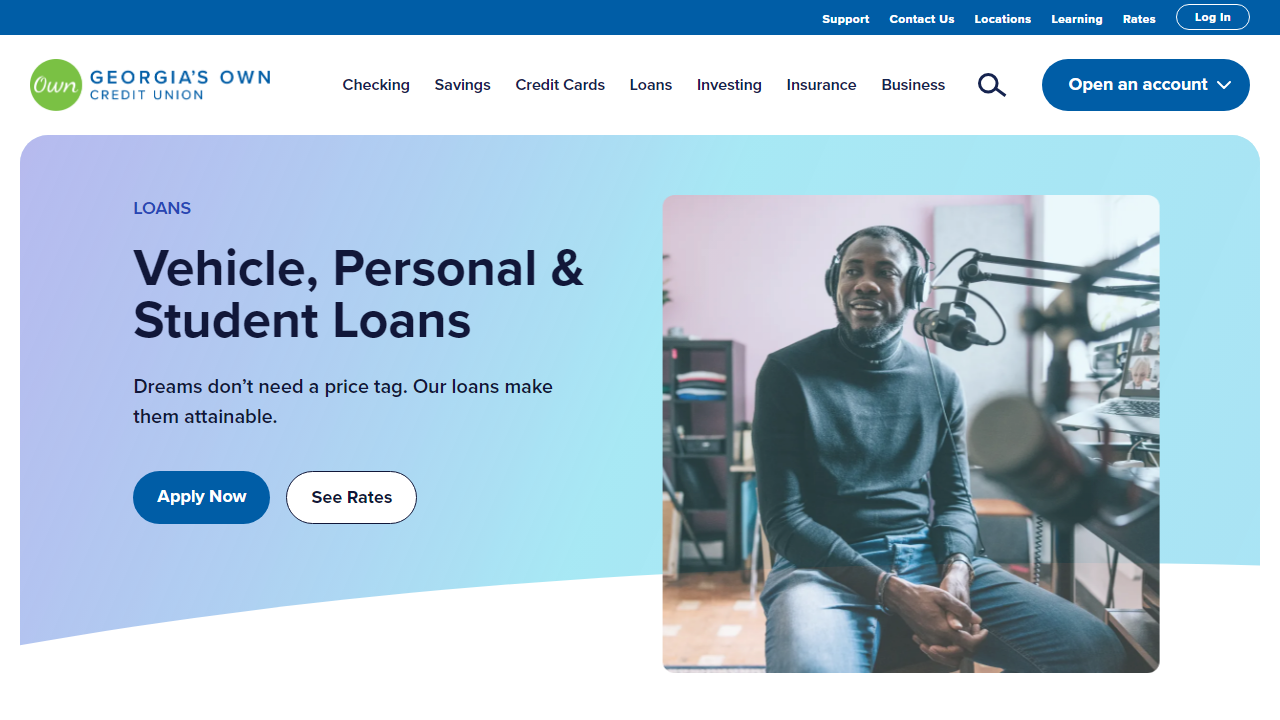 Support Contact Us Locations Learning Rates Log In
Own GEORGIA'S OWN
CREDIT UNION
Checking Savings Credit Cards Loans Investing Insurance Business Open an account
LOANS
Vehicle, Personal &
Student Loans
Dreams don’t need a price tag. Our loans make
them attainable.
Apply Now See Rates